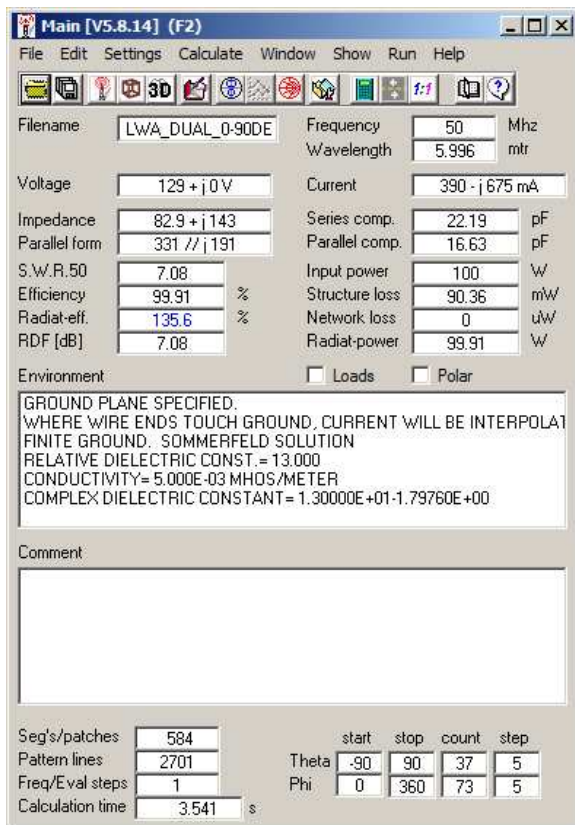 Main [V5.8.14] (F2)
File Edit Settings Calculate Window Show Run Help
3D 1:1
Filename LWA_DUAL_0-90DE Frequency 50 Mhz
Wavelength 5.996 mtr
Voltage 129 + j 0 V Current 390 - j 675 mA
Impedance 82.9 + j 143 Series comp. 22.19 pF
Parallel form 331 // j 191 Parallel comp. 16.63 pF
S.W.R.50 7.08 Input power 100 W
Efficiency 99.91 % Structure loss 90.36 mW
Radiat-eff. 135.6 % Network loss 0 uW
RDF [dB] 7.08 Radiat-power 99.91 W
Environment Loads Polar
GROUND PLANE SPECIFIED.
WHERE WIRE ENDS TOUCH GROUND, CURRENT WILL BE INTERPOLAT
FINITE GROUND. SOMMERFELD SOLUTION
RELATIVE DIELECTRIC CONST.= 13.000
CONDUCTIVITY= 5.000E-03 MHOS/METER
COMPLEX DIELECTRIC CONSTANT= 1.30000E+01-1.79760E+00
Comment
Seg's/patches 584 start stop count step
Pattern lines 2701 Theta -90 90 37 5
Freq/Eval steps 1 Phi 0 360 73 5
Calculation time 3.541 s